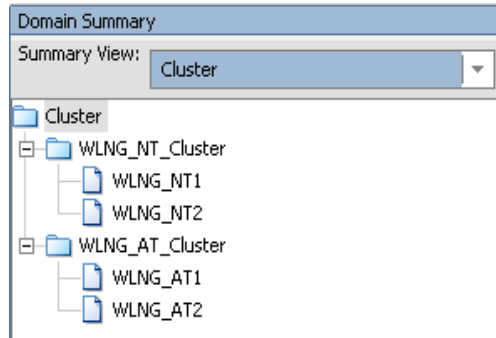 Domain Summary
Summary View: Cluster
Cluster
WLNG_NT_Cluster
WLNG_NT1
WLNG_NT2
WLNG_AT_Cluster
WLNG_AT1
WLNG_AT2